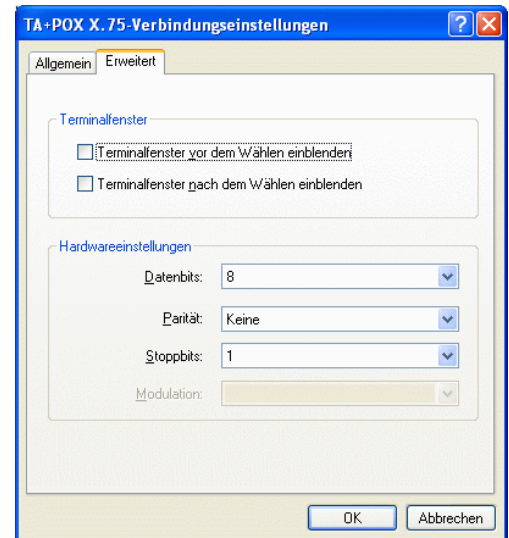 TA+POX X.75-Verbindungseinstellungen
Allgemein Erweitert
Terminalfenster
Terminalfenster vor dem Wählen einblenden
Terminalfenster nach dem Wählen einblenden
Hardwareeinstellungen
Datenbits: 8
Parität: Keine
Stoppbits: 1
Modulation:
OK Abbrechen